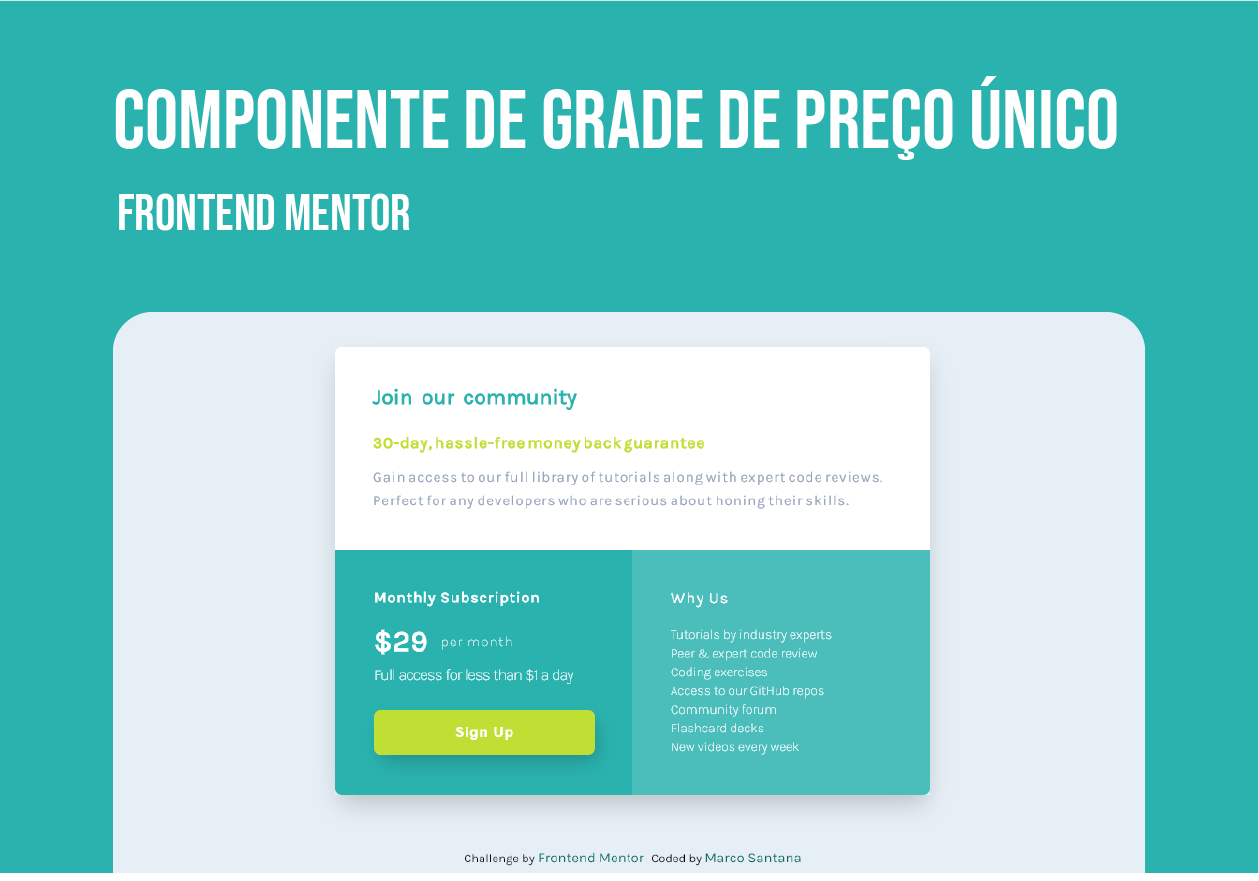 COMPONENTE DE GRADE DE PREÇO ÚNICO
FRONTEND MENTOR
Join our community
30-day, hassle-free money back guarantee
Gain access to our full library of tutorials along with expert code reviews.
Perfect for any developers who are serious about honing their skills.
Monthly Subscription
$29 per month
Full access for less than $1 a day
Sign Up
Why Us
Tutorials by industry experts
Peer & expert code review
Coding exercises
Access to our GitHub repos
Community forum
Flashcard decks
New videos every week
Challenge by Frontend Mentor Coded by Marco Santana